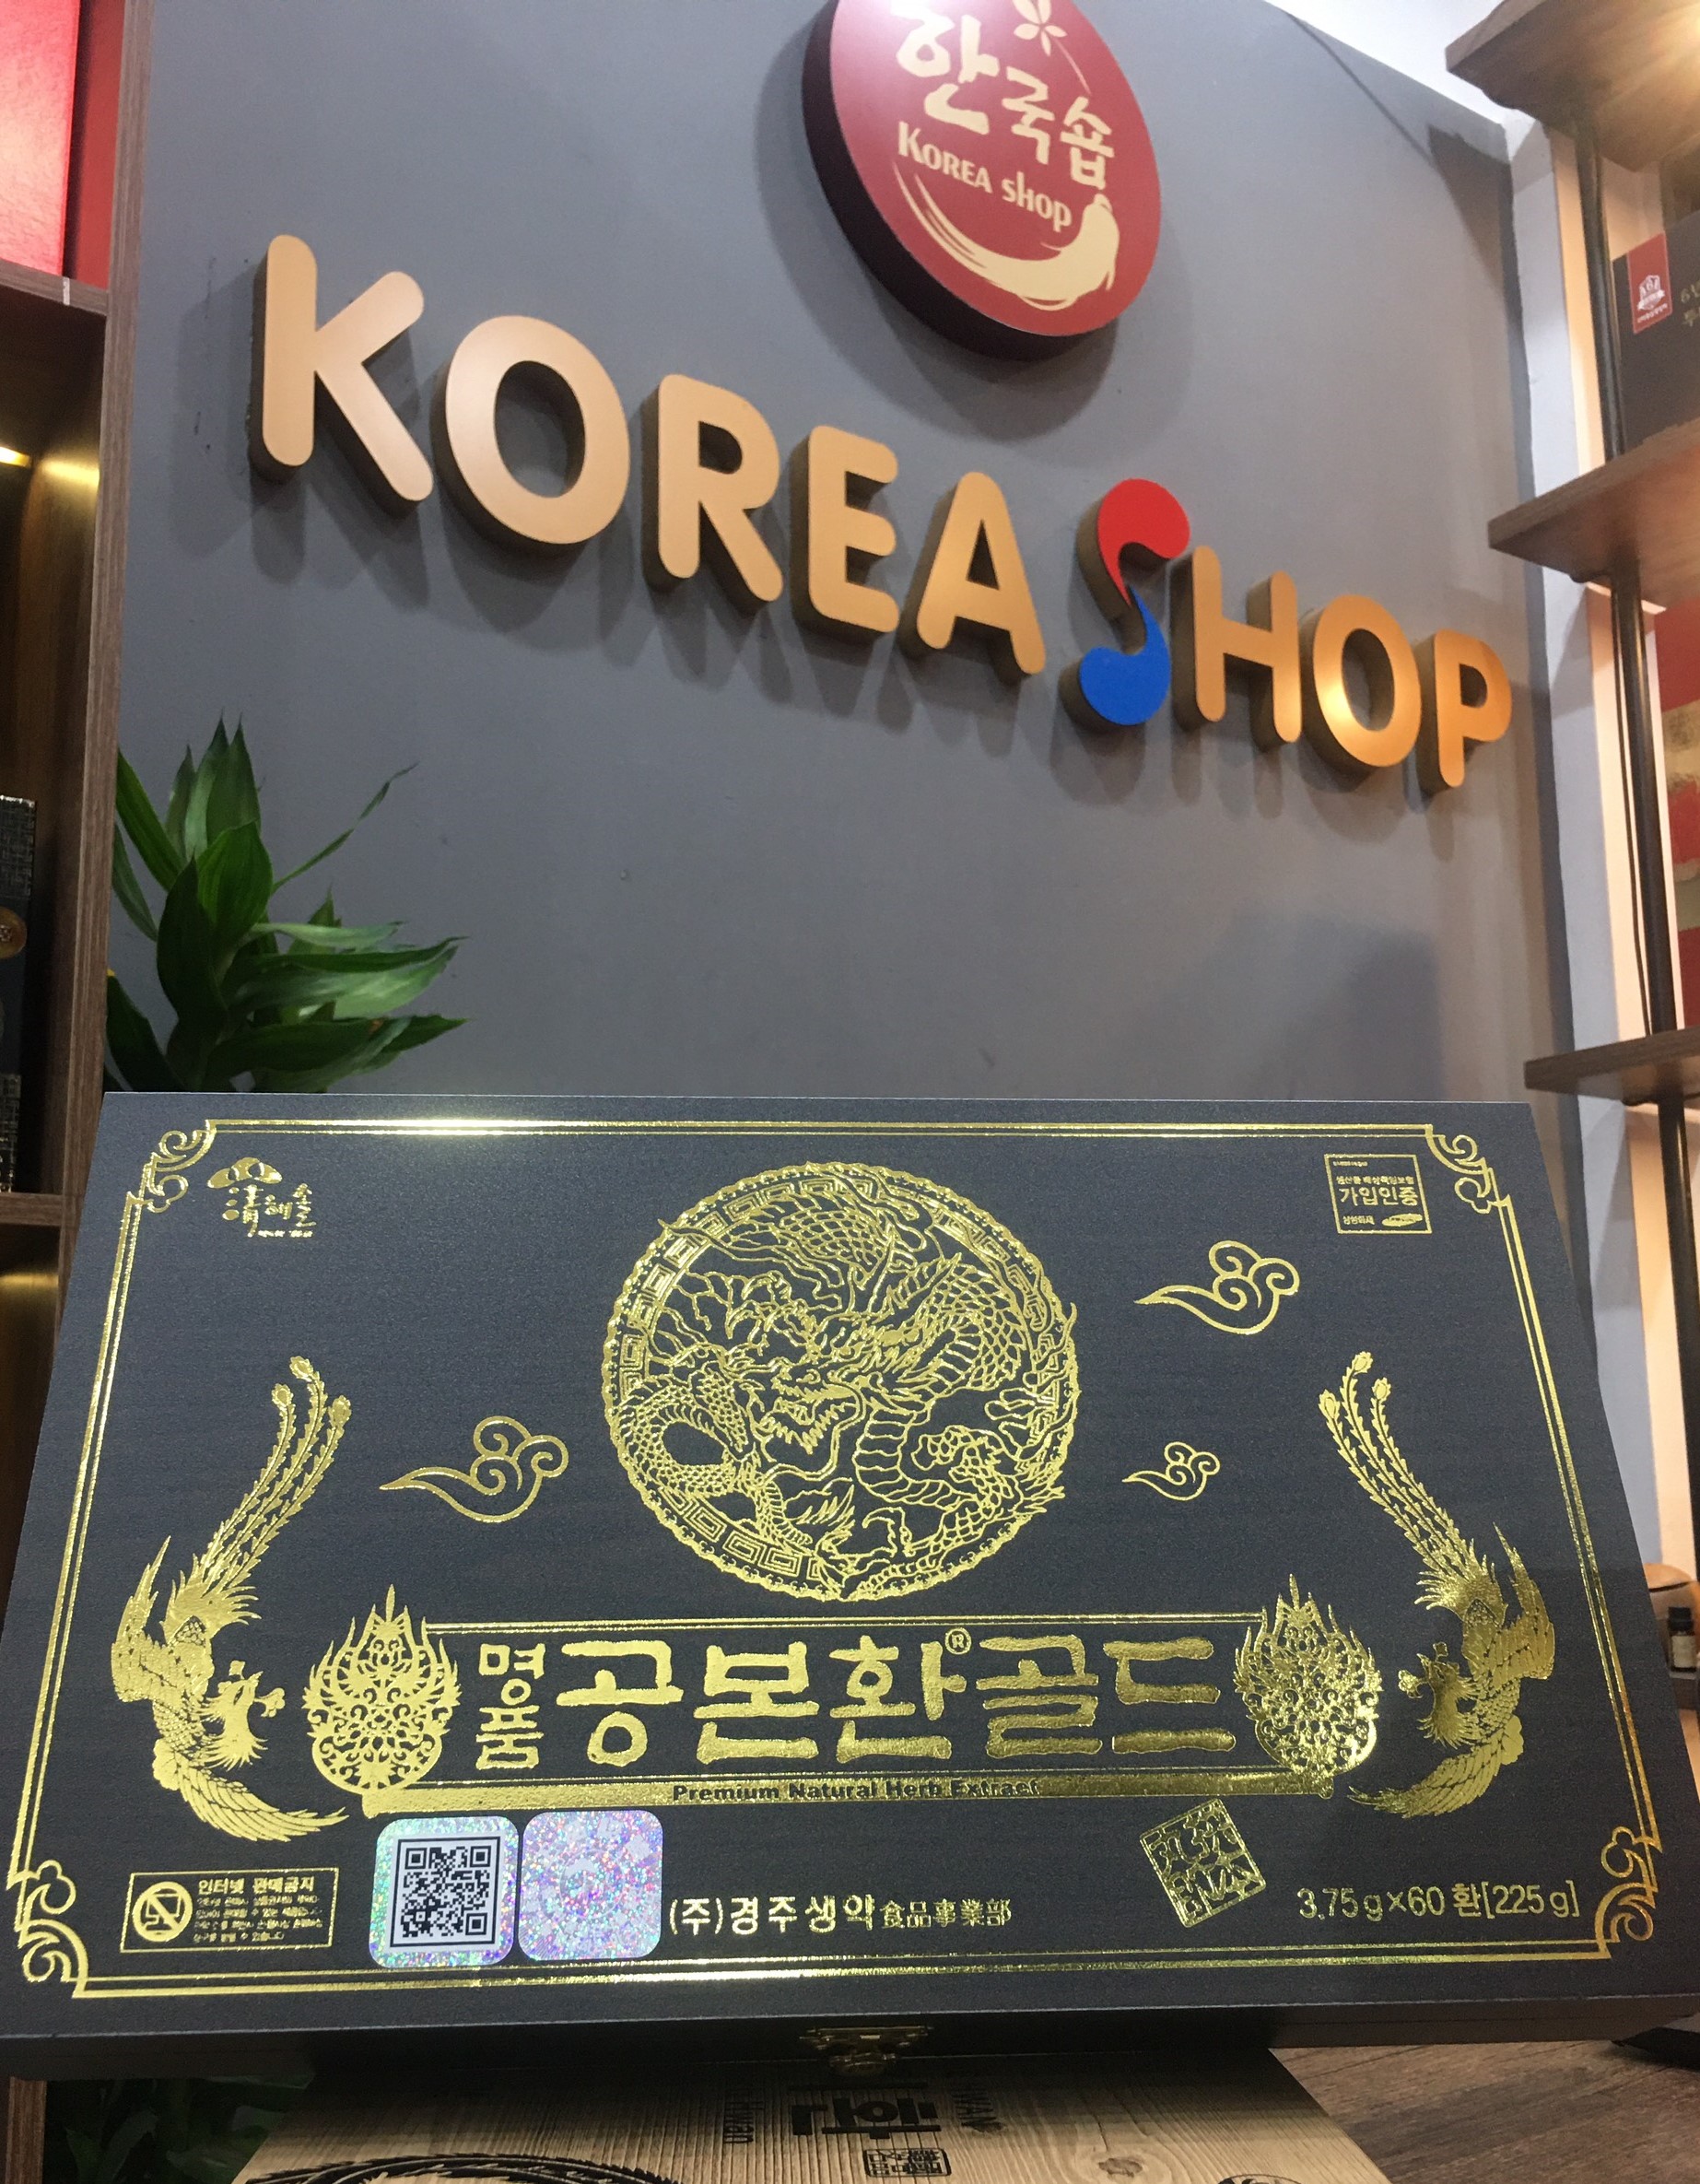 한국숍
KOREA shop
KOREA SHOP
가입인증
명품 공본환® 골드
Premium Natural Herb Extract
인터넷 판매금지
(주)경주생약 食品事業部
3.75g×60 환[225g]